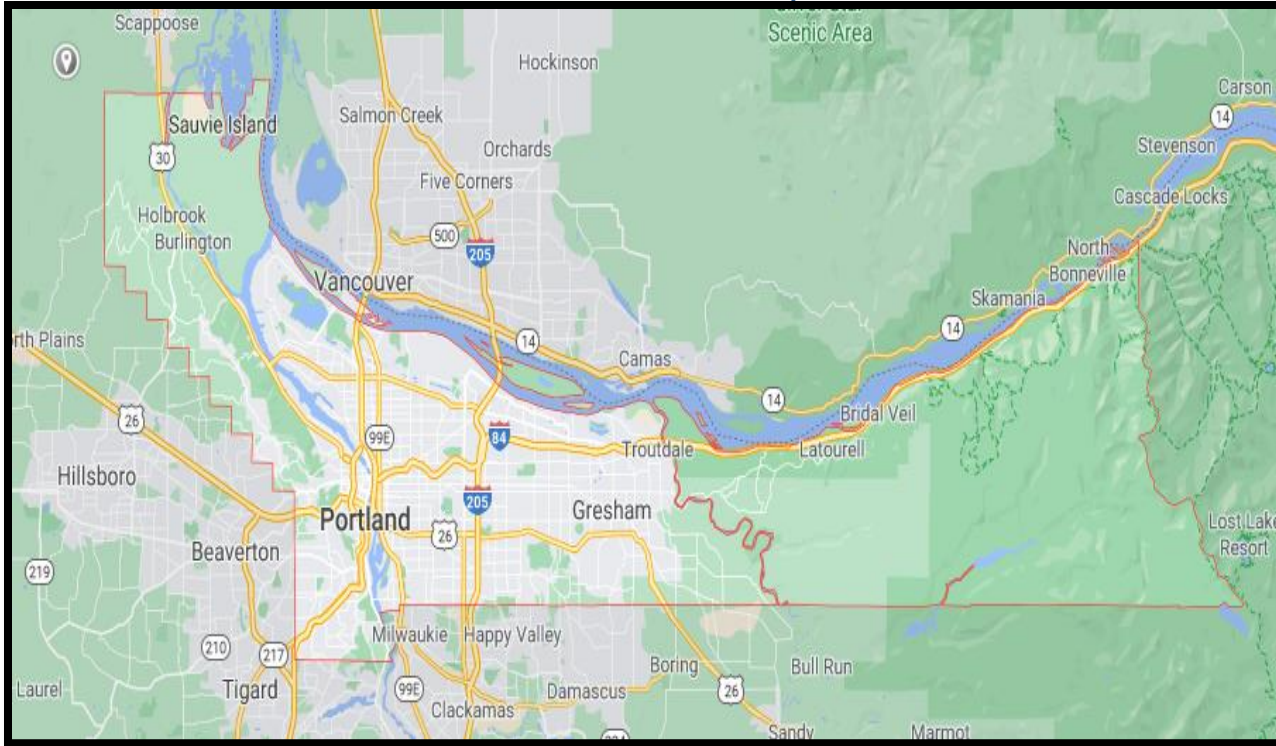 Silver Star
Scenic Area
Scappoose
Hockinson
Carson
14
Salmon Creek
Sauvie Island
Orchards
Stevenson
30
Five Corners
Cascade Locks
Holbrook
Burlington
500
205
North
Bonneville
Vancouver
Skamania
14
rth Plains
14
Camas
14
Bridal Veil
26
99E
84
Troutdale
Latourell
Hillsboro
205
Gresham
Portland
26
Lost Lake
Resort
Beaverton
219
Milwaukie
Happy Valley
210
217
Boring
Bull Run
Laurel
Tigard
99E
Damascus
26
Clackamas
Sandy
Marmot